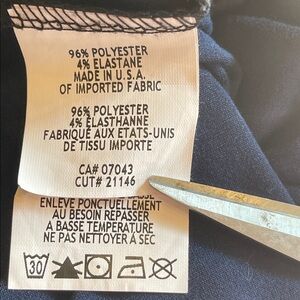 96% POLYESTER
4% ELASTANE
MADE IN U.S.A.
OF IMPORTED FABRIC
96% POLYESTER
4% ÉLASTHANNE
FABRIQUÉ AUX ETATS-UNIS
DE TISSU IMPORTE
CA# 07043
CUT# 21146
ENLEVE PONCTUELLEMENT
AU BESOIN REPASSER
A BASSE TEMPERATURE
NE PAS NETTOYER À SEC
30